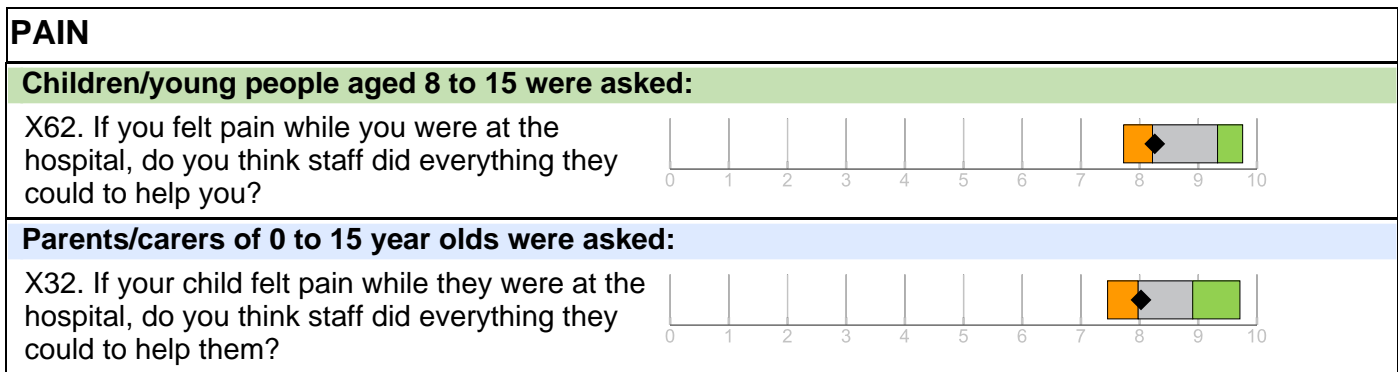 PAIN
Children/young people aged 8 to 15 were asked:
X62. If you felt pain while you were at the
hospital, do you think staff did everything they
could to help you?
0 1 2 3 4 5 6 7 8 9 10
Parents/carers of 0 to 15 year olds were asked:
X32. If your child felt pain while they were at the
hospital, do you think staff did everything they
could to help them?
0 1 2 3 4 5 6 7 8 9 10